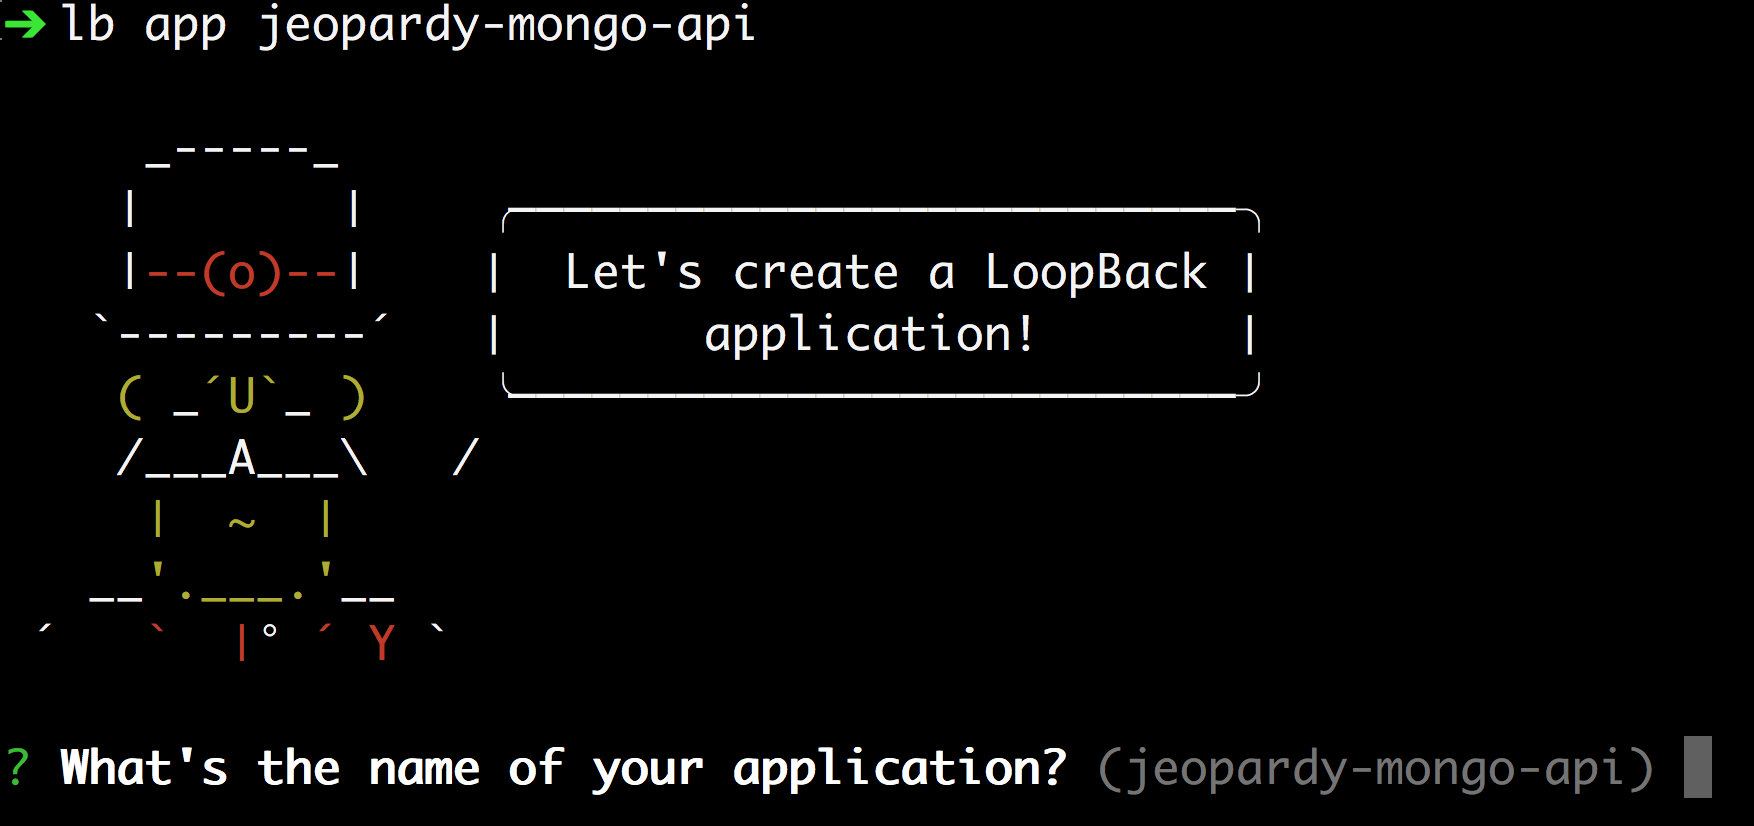 ➔ lb app jeopardy-mongo-api
_-----_
|       |
|--(o)--|    |  Let's create a LoopBack |
`---------´   |       application!       |
( _´U`_ )
/___A___\   /
|  ~  |
__'.___.'__
´   `  |° ´ Y `
? What's the name of your application? (jeopardy-mongo-api)